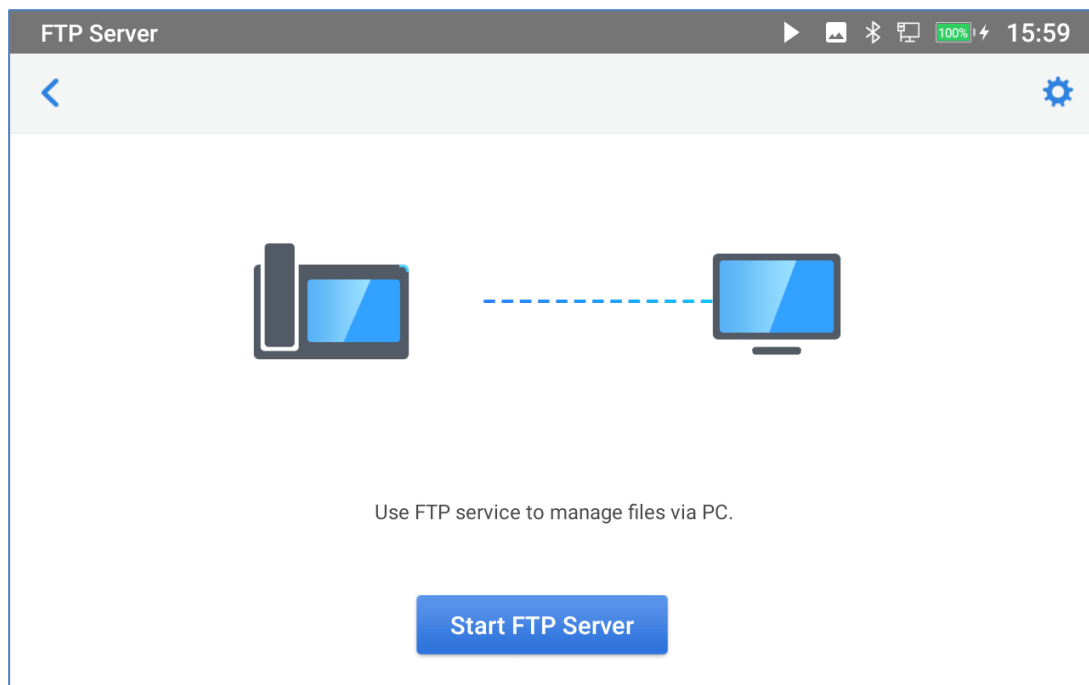 FTP Server
100%
15:59
Use FTP service to manage files via PC.
Start FTP Server